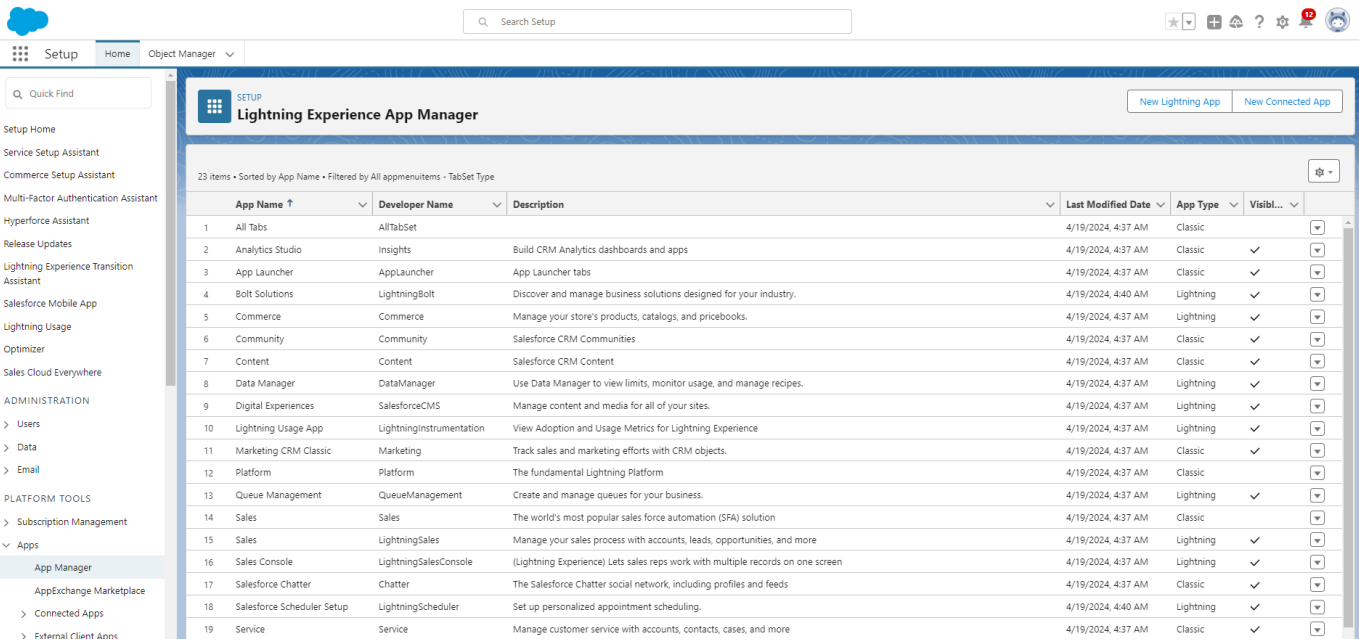 Search Setup
12
Setup
Home
Object Manager
Quick Find
Setup Home
Service Setup Assistant
Commerce Setup Assistant
Multi-Factor Authentication Assistant
Hyperforce Assistant
Release Updates
Lightning Experience Transition
Assistant
Salesforce Mobile App
Lightning Usage
Optimizer
Sales Cloud Everywhere
ADMINISTRATION
Users
Data
Email
PLATFORM TOOLS
Subscription Management
Apps
App Manager
AppExchange Marketplace
Connected Apps
External Client Apps
SETUP
Lightning Experience App Manager
New Lightning App
New Connected App
23 items • Sorted by App Name • Filtered by All appmenuitems - TabSet Type
App Name ↑ Developer Name Description Last Modified Date App Type Visibl...
1 All Tabs AllTabSet 4/19/2024, 4:37 AM Classic
2 Analytics Studio Insights Build CRM Analytics dashboards and apps 4/19/2024, 4:37 AM Classic ✓
3 App Launcher AppLauncher App Launcher tabs 4/19/2024, 4:37 AM Classic ✓
4 Bolt Solutions LightningBolt Discover and manage business solutions designed for your industry. 4/19/2024, 4:40 AM Lightning ✓
5 Commerce Commerce Manage your store's products, catalogs, and pricebooks. 4/19/2024, 4:37 AM Lightning ✓
6 Community Community Salesforce CRM Communities 4/19/2024, 4:37 AM Classic ✓
7 Content Content Salesforce CRM Content 4/19/2024, 4:37 AM Classic ✓
8 Data Manager DataManager Use Data Manager to view limits, monitor usage, and manage recipes. 4/19/2024, 4:37 AM Lightning ✓
9 Digital Experiences SalesforceCMS Manage content and media for all of your sites. 4/19/2024, 4:37 AM Lightning ✓
10 Lightning Usage App LightningInstrumentation View Adoption and Usage Metrics for Lightning Experience 4/19/2024, 4:37 AM Lightning ✓
11 Marketing CRM Classic Marketing Track sales and marketing efforts with CRM objects. 4/19/2024, 4:37 AM Classic ✓
12 Platform Platform The fundamental Lightning Platform 4/19/2024, 4:37 AM Classic
13 Queue Management QueueManagement Create and manage queues for your business. 4/19/2024, 4:37 AM Lightning ✓
14 Sales Sales The world's most popular sales force automation (SFA) solution 4/19/2024, 4:37 AM Classic
15 Sales LightningSales Manage your sales process with accounts, leads, opportunities, and more 4/19/2024, 4:37 AM Lightning ✓
16 Sales Console LightningSalesConsole (Lightning Experience) Lets sales reps work with multiple records on one screen 4/19/2024, 4:37 AM Lightning ✓
17 Salesforce Chatter Chatter The Salesforce Chatter social network, including profiles and feeds 4/19/2024, 4:37 AM Classic ✓
18 Salesforce Scheduler Setup LightningScheduler Set up personalized appointment scheduling. 4/19/2024, 4:40 AM Lightning ✓
19 Service Service Manage customer service with accounts, contacts, cases, and more 4/19/2024, 4:37 AM Classic ✓